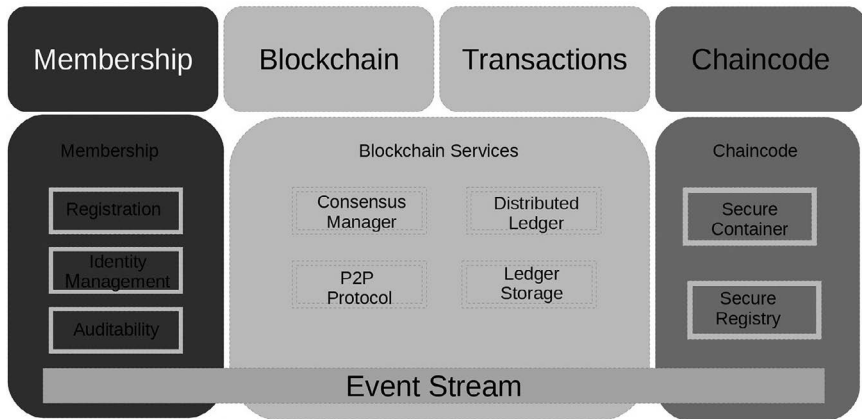 Membership
Blockchain
Transactions
Chaincode
Membership
Registration
Identity
Management
Auditability
Blockchain Services
Consensus
Manager
Distributed
Ledger
P2P
Protocol
Ledger
Storage
Chaincode
Secure
Container
Secure
Registry
Event Stream